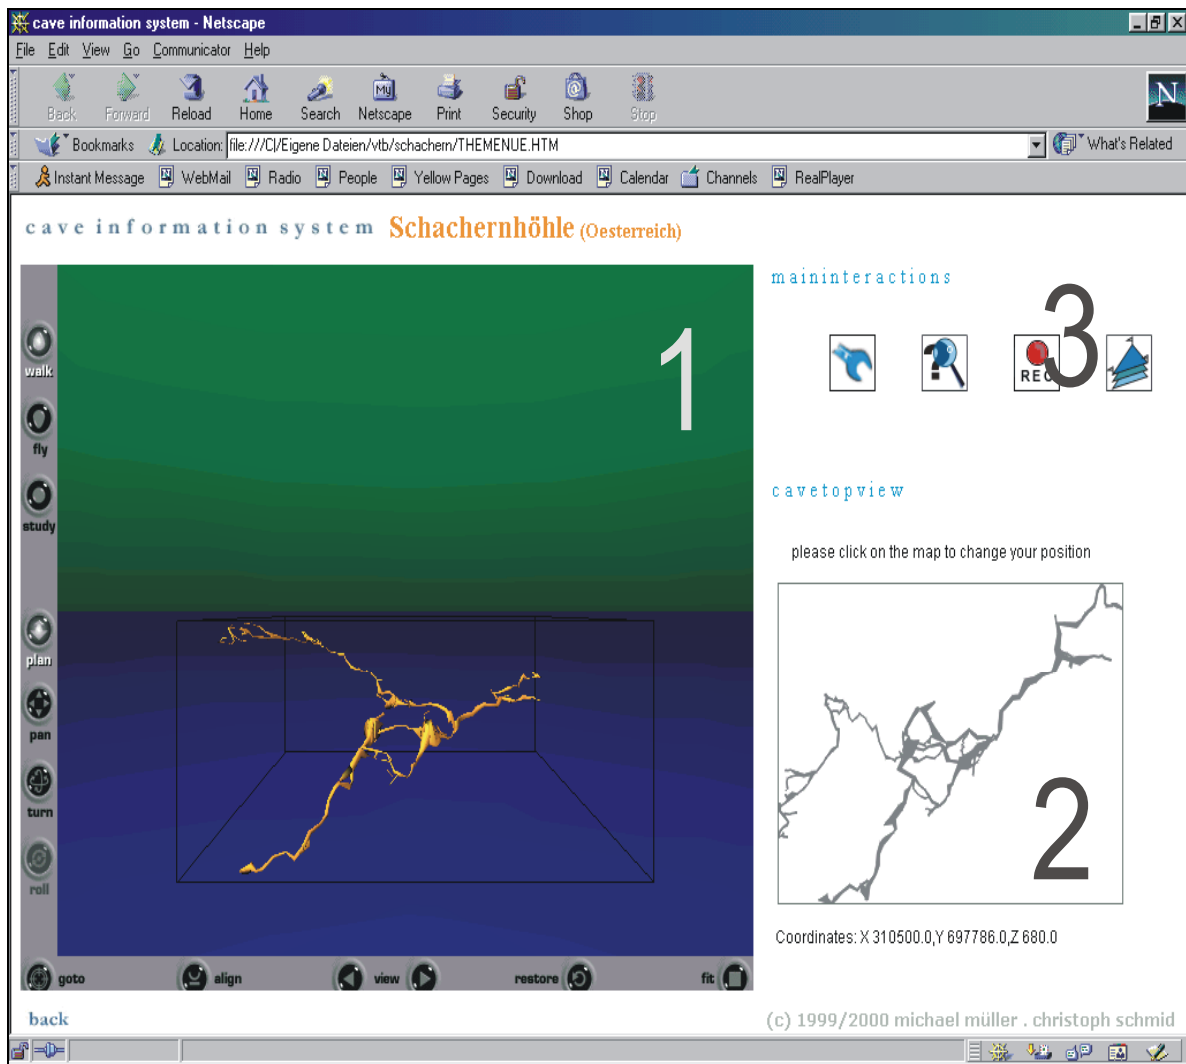 cave information system - Netscape
File Edit View Go Communicator Help
Back Forward Reload Home Search Netscape Print Security Shop Stop
My
N
Bookmarks Location: file:///C|/Eigene Dateien/vtb/schachern/THEMENUE.HTM What's Related
Instant Message WebMail Radio People Yellow Pages Download Calendar Channels RealPlayer
cave information system Schachernhöhle (Oesterreich)
maininteractions
1
3
REC
walk
fly
study
cavetopview
please click on the map to change your position
plan
pan
turn
roll
2
Coordinates: X 310500.0,Y 697786.0,Z 680.0
goto align view restore fit
back
(c) 1999/2000 michael müller . christoph schmid